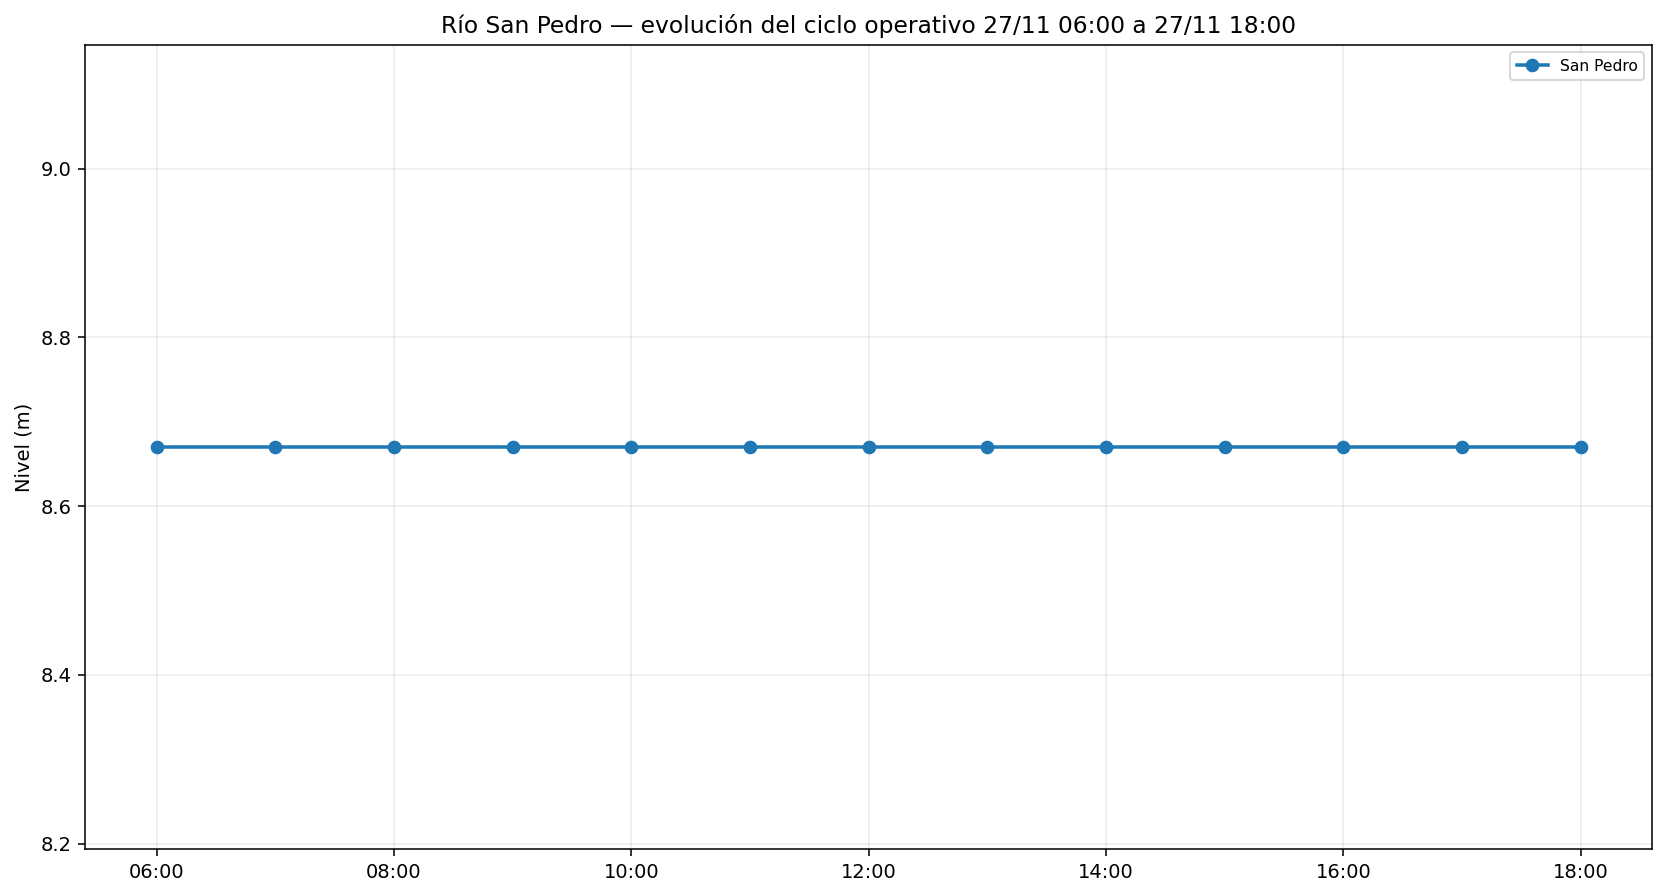 Río San Pedro — evolución del ciclo operativo 27/11 06:00 a 27/11 18:00
San Pedro
Nivel (m)
9.0
8.8
8.6
8.4
8.2
06:00 08:00 10:00 12:00 14:00 16:00 18:00